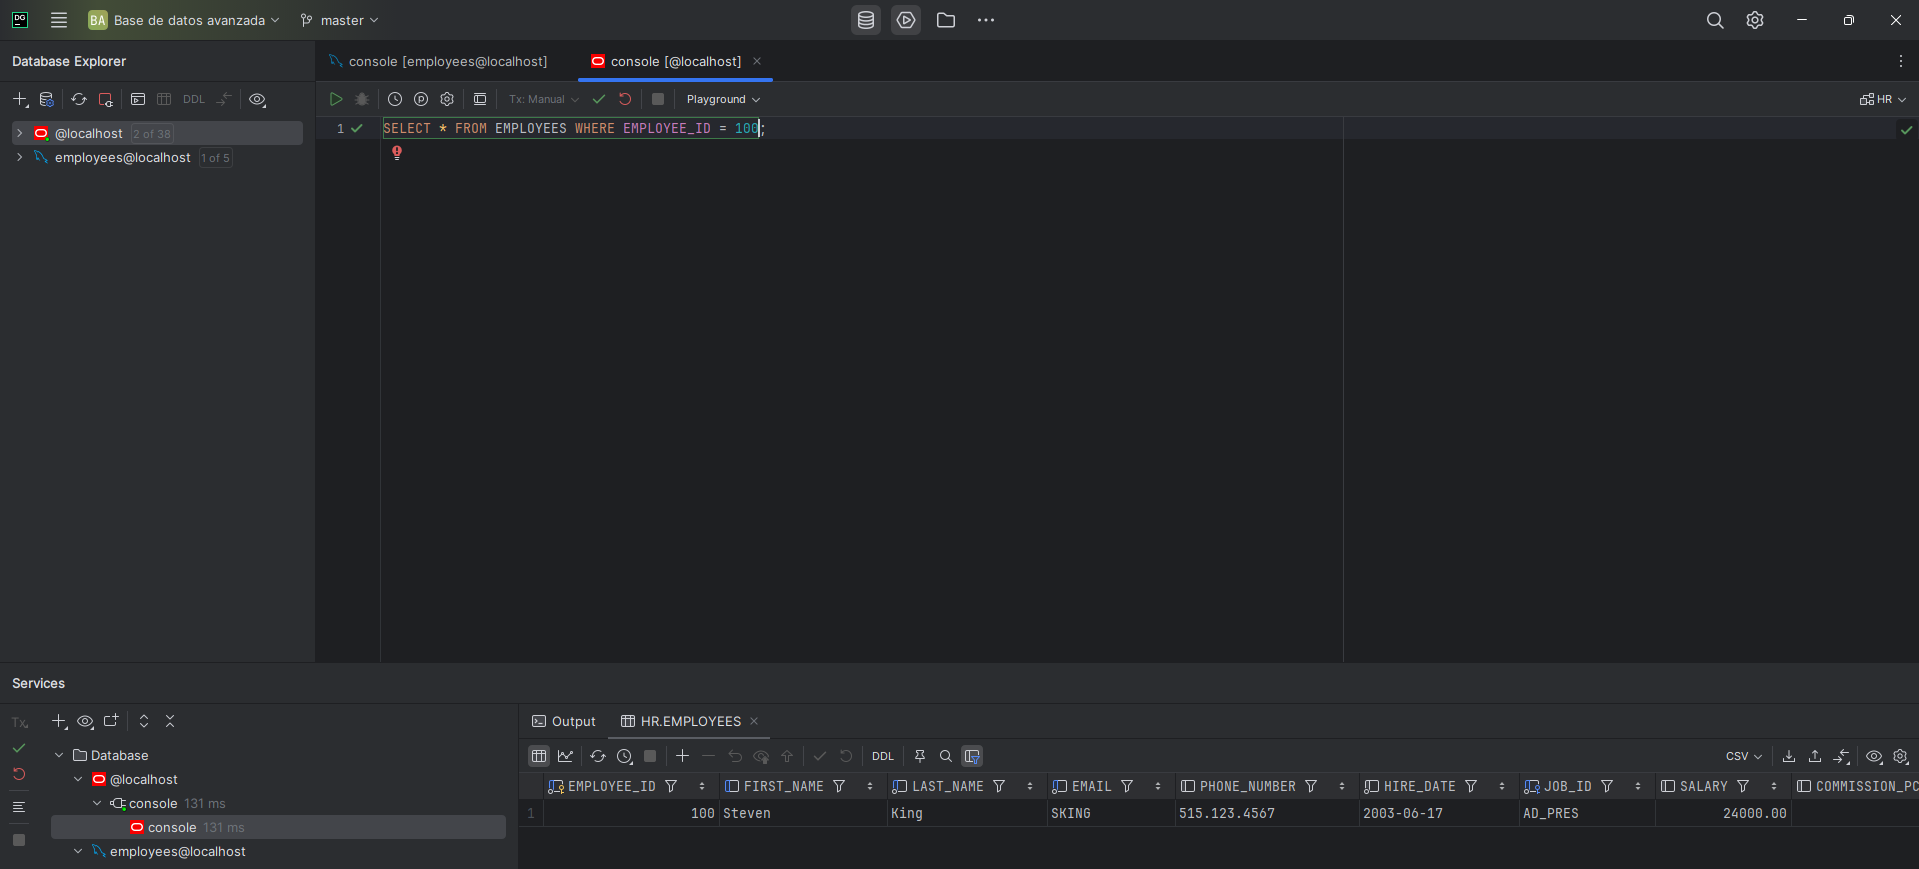 DG
BA Base de datos avanzada master
Database Explorer
console [employees@localhost] console [@localhost]
DDL
Tx: Manual Playground HR
@localhost 2 of 38
employees@localhost 1 of 5
1 SELECT * FROM EMPLOYEES WHERE EMPLOYEE_ID = 100;
Services
Tx
Database
@localhost
console 131 ms
console 131 ms
employees@localhost
Output HR.EMPLOYEES
DDL CSV
EMPLOYEE_ID FIRST_NAME LAST_NAME EMAIL PHONE_NUMBER HIRE_DATE JOB_ID SALARY COMMISSION_PC
1 100 Steven King SKING 515.123.4567 2003-06-17 AD_PRES 24000.00